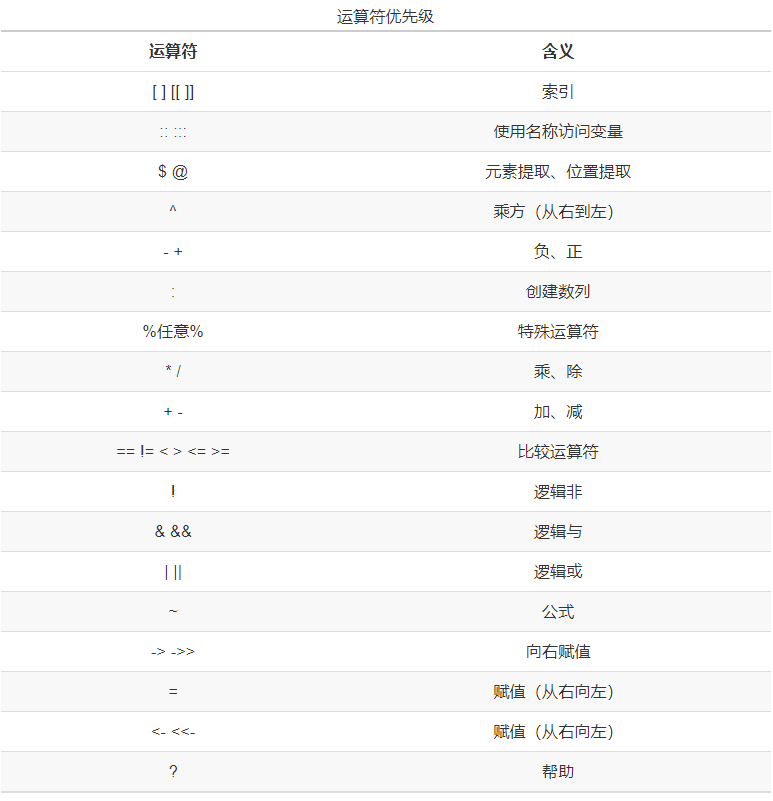 运算符优先级
运算符 含义
[ ] [[ ]] 索引
:: ::: 使用名称访问变量
$ @ 元素提取、位置提取
^ 乘方（从右到左）
- + 负、正
: 创建数列
%任意% 特殊运算符
* / 乘、除
+ - 加、减
== != < > <= >= 比较运算符
! 逻辑非
& && 逻辑与
| || 逻辑或
~ 公式
-> ->> 向右赋值
= 赋值（从右向左）
<- <<- 赋值（从右向左）
? 帮助